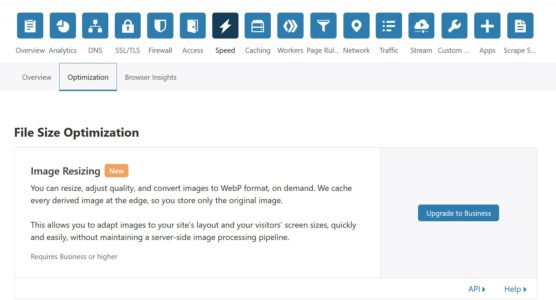 Overview Analytics DNS SSL/TLS Firewall Access Speed Caching Workers Page Rul... Network Traffic Stream Custom ... Apps Scrape S...
Overview Optimization Browser Insights
File Size Optimization
Image Resizing New
You can resize, adjust quality, and convert images to WebP format, on demand. We cache
every derived image at the edge, so you store only the original image.
Upgrade to Business
This allows you to adapt images to your site's layout and your visitors' screen sizes, quickly
and easily, without maintaining a server-side image processing pipeline.
Requires Business or higher
API Help